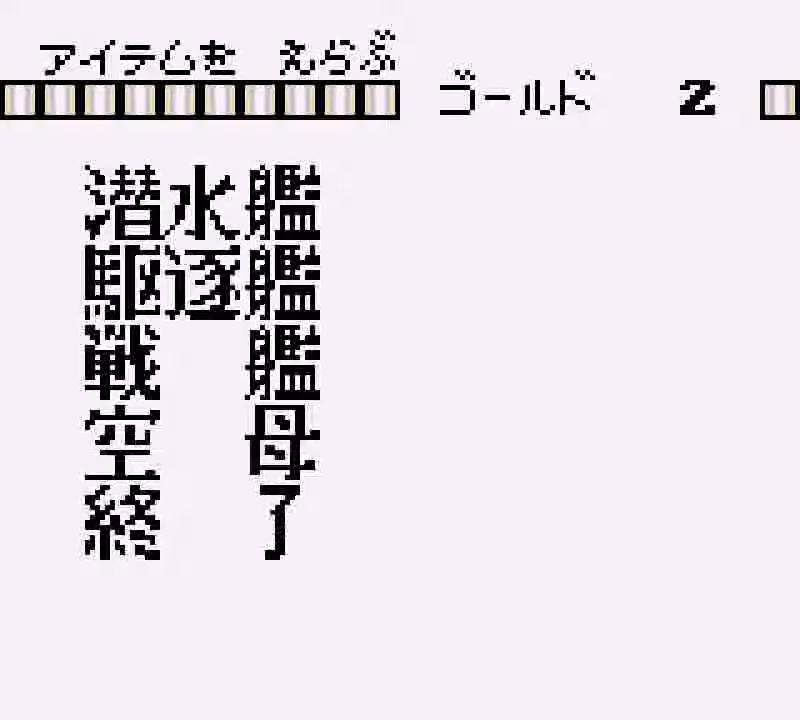 アイテムを えらぶ
ゴールド 2
潜水艦
駆逐艦
戦 艦
空 母
終 了